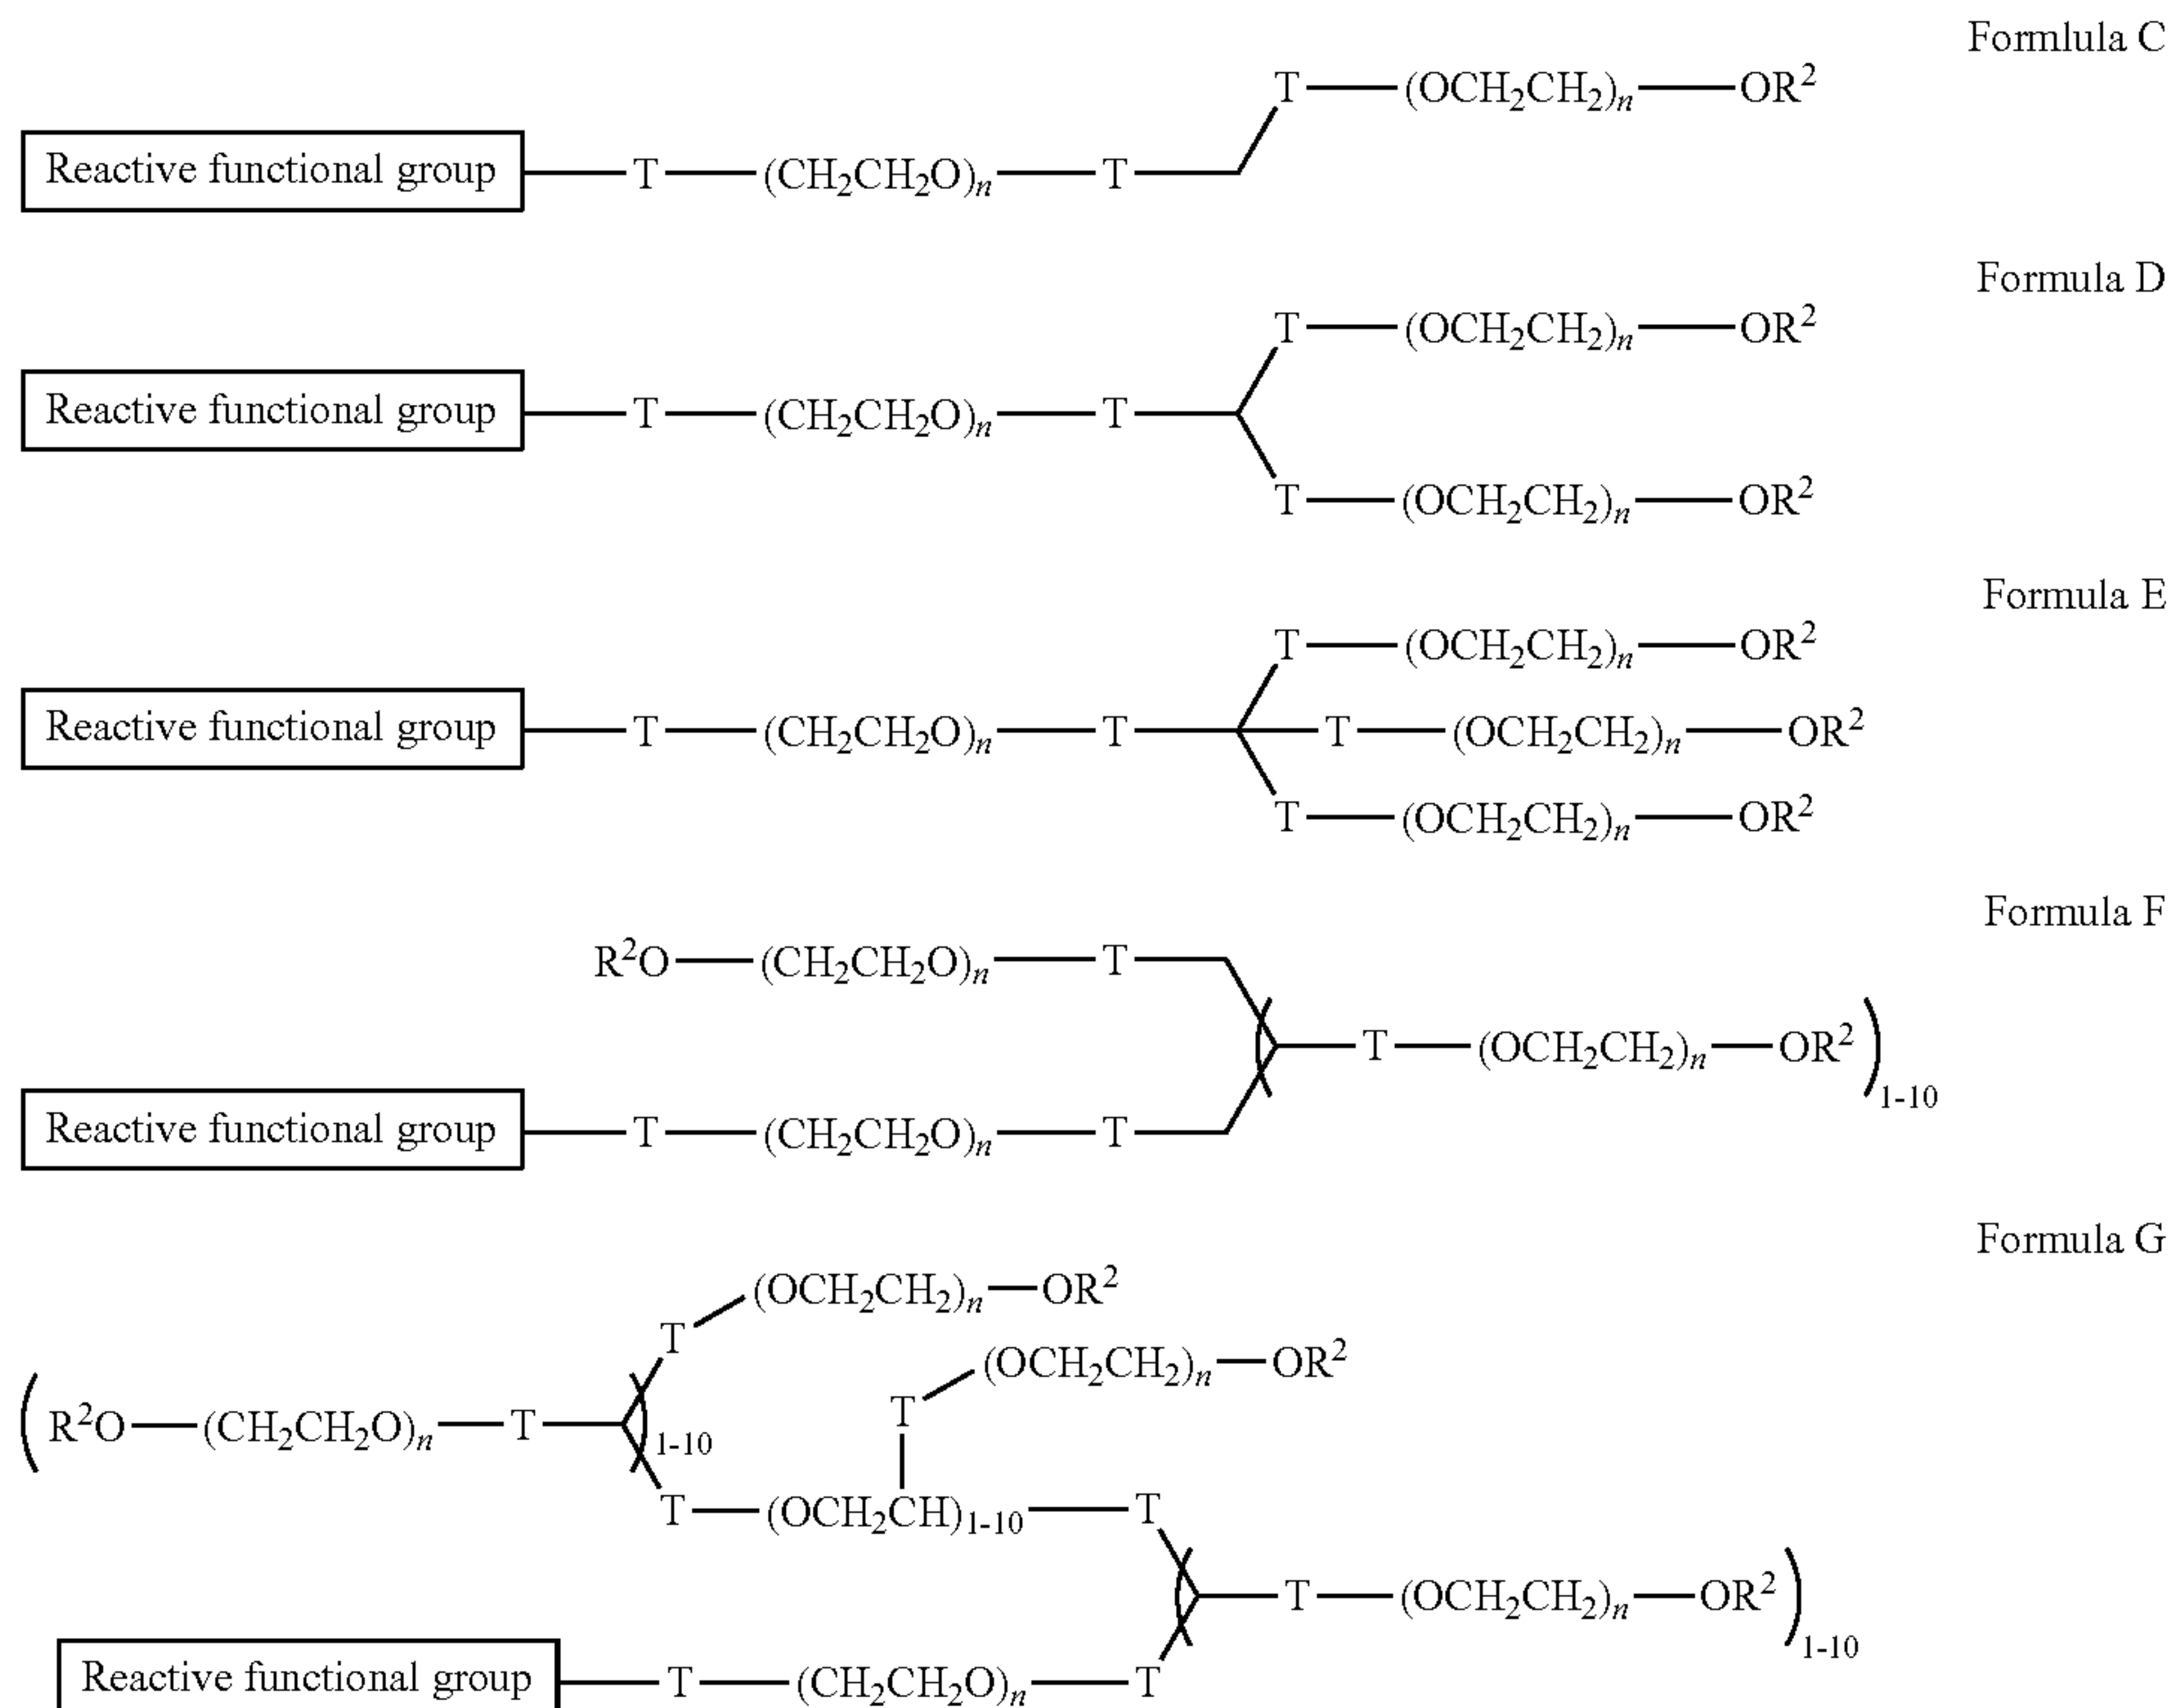 Formlula C
T—(OCH₂CH₂)ₙ—OR²
Reactive functional group—T—(CH₂CH₂O)ₙ—T
Formula D
T—(OCH₂CH₂)ₙ—OR²
Reactive functional group—T—(CH₂CH₂O)ₙ—T
T—(OCH₂CH₂)ₙ—OR²
Formula E
T—(OCH₂CH₂)ₙ—OR²
Reactive functional group—T—(CH₂CH₂O)ₙ—T—T—(OCH₂CH₂)ₙ—OR²
T—(OCH₂CH₂)ₙ—OR²
Formula F
R²O—(CH₂CH₂O)ₙ—T
(—T—(OCH₂CH₂)ₙ—OR²)₁₋₁₀
Reactive functional group—T—(CH₂CH₂O)ₙ—T
Formula G
(OCH₂CH₂)ₙ—OR²
T
(OCH₂CH₂)ₙ—OR²
T
(R²O—(CH₂CH₂O)ₙ—T—)₁₋₁₀
T—(OCH₂CH)₁₋₁₀—T
(—T—(OCH₂CH₂)ₙ—OR²)₁₋₁₀
Reactive functional group—T—(CH₂CH₂O)ₙ—T